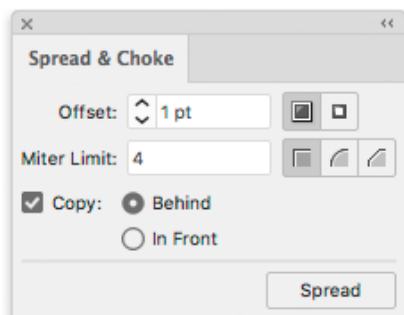 Spread & Choke
Offset: 1 pt
Miter Limit: 4
Copy: Behind
In Front
Spread